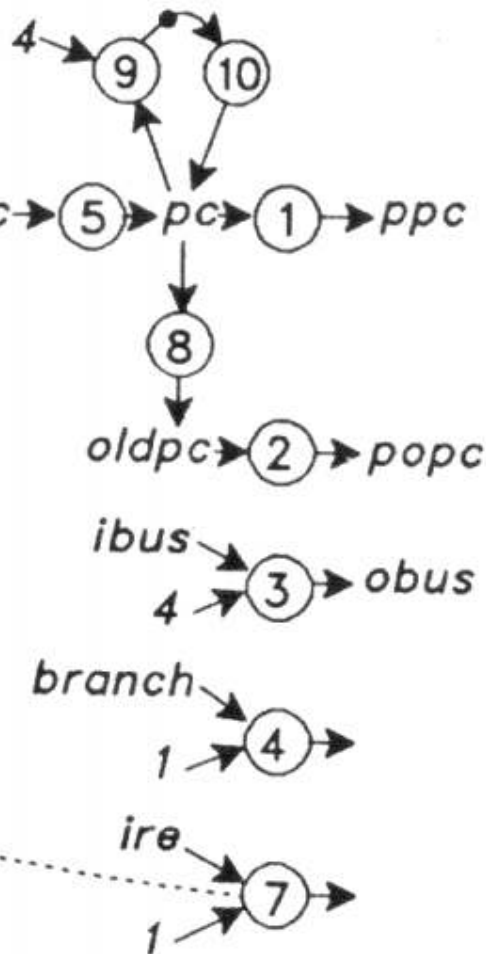 4 9 10
c 5 pc 1 ppc
8
oldpc 2 popc
ibus
3 obus
4
branch
4
1
ire
7
1